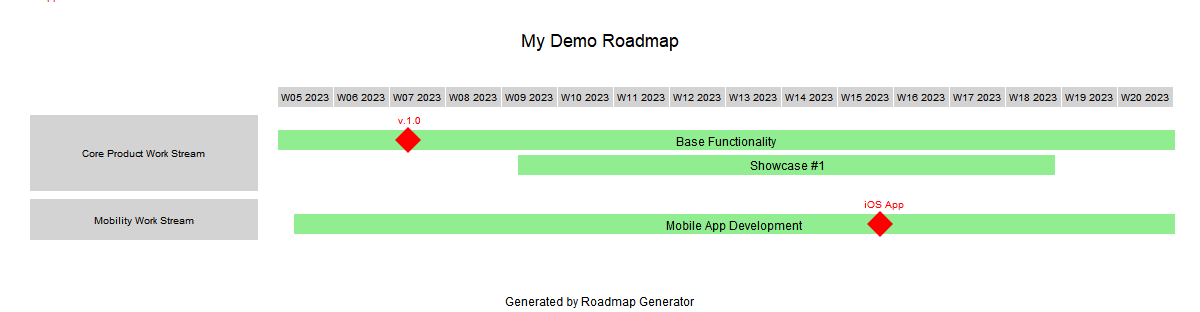 My Demo Roadmap
W05 2023 W06 2023 W07 2023 W08 2023 W09 2023 W10 2023 W11 2023 W12 2023 W13 2023 W14 2023 W15 2023 W16 2023 W17 2023 W18 2023 W19 2023 W20 2023
v.1.0
Core Product Work Stream
Base Functionality
Showcase #1
iOS App
Mobility Work Stream
Mobile App Development
Generated by Roadmap Generator